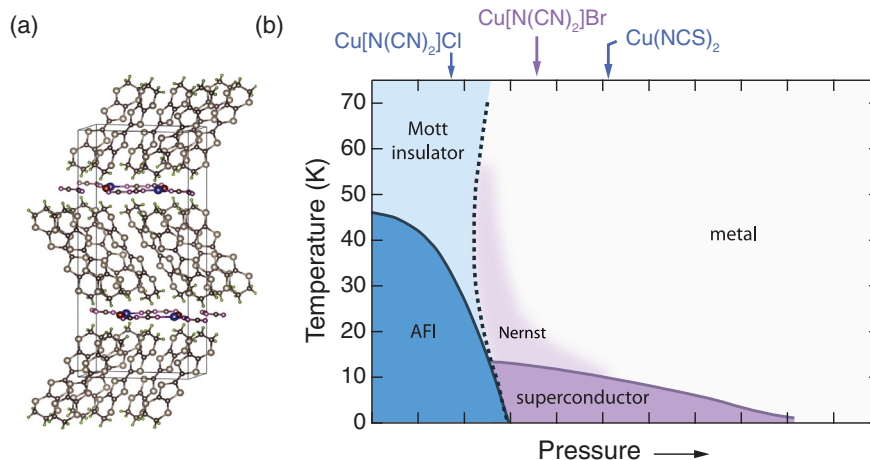 (a)
(b)
Cu[N(CN)₂]Cl
Cu[N(CN)₂]Br
Cu(NCS)₂
70
60
50
40
30
20
10
0
Temperature (K)
Mott
insulator
AFI
Nernst
superconductor
metal
Pressure